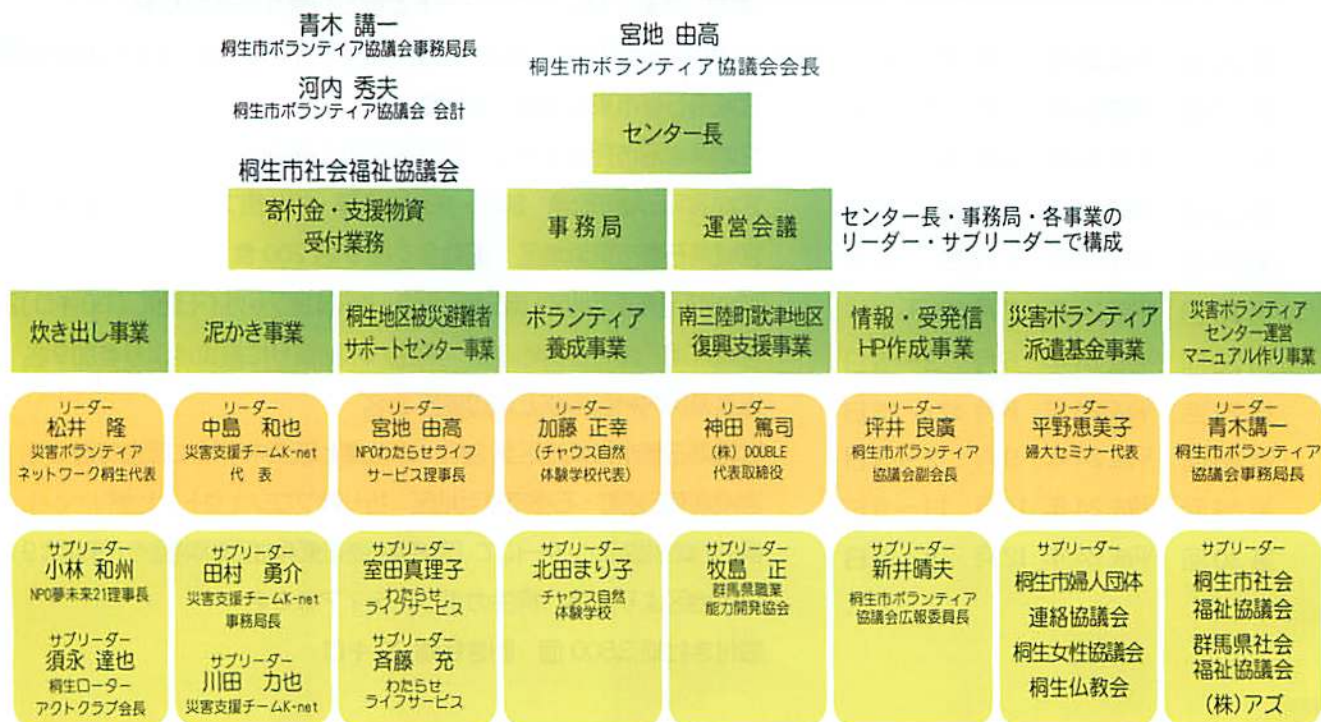 青木 講一
桐生市ボランティア協議会事務局長
河内 秀夫
桐生市ボランティア協議会 会計
宮地 由高
桐生市ボランティア協議会会長
センター長
桐生市社会福祉協議会
寄付金・支援物資
受付業務
事務局
運営会議
センター長・事務局・各事業の
リーダー・サブリーダーで構成
炊き出し事業
泥かき事業
桐生地区被災避難者
サポートセンター事業
ボランティア
養成事業
南三陸町歌津地区
復興支援事業
情報・受発信
HP作成事業
災害ボランティア
派遣基金事業
災害ボランティア
センター運営
マニュアル作り事業
リーダー
松井 隆
災害ボランティア
ネットワーク桐生代表
リーダー
中島 和也
災害支援チームK-net
代 表
リーダー
宮地 由高
NPOわたらせライフ
サービス理事長
リーダー
加藤 正幸
(チャウス自然
体験学校代表)
リーダー
神田 篤司
(株) DOUBLE
代表取締役
リーダー
坪井 良廣
桐生市ボランティア
協議会副会長
リーダー
平野恵美子
婦大セミナー代表
リーダー
青木講一
桐生市ボランティア
協議会事務局長
サブリーダー
小林 和州
NPO夢未来21理事長
サブリーダー
須永 達也
桐生ローター
アクトクラブ会長
サブリーダー
田村 勇介
災害支援チームK-net
事務局長
サブリーダー
川田 力也
災害支援チームK-net
サブリーダー
室田真理子
わたらせ
ライフサービス
サブリーダー
斉藤 充
わたらせ
ライフサービス
サブリーダー
北田まり子
チャウス自然
体験学校
サブリーダー
牧島 正
群馬県職業
能力開発協会
サブリーダー
新井晴夫
桐生市ボランティア
協議会広報委員長
サブリーダー
桐生市婦人団体
連絡協議会
桐生女性協議会
桐生仏教会
サブリーダー
桐生市社会
福祉協議会
群馬県社会
福祉協議会
(株)アズ